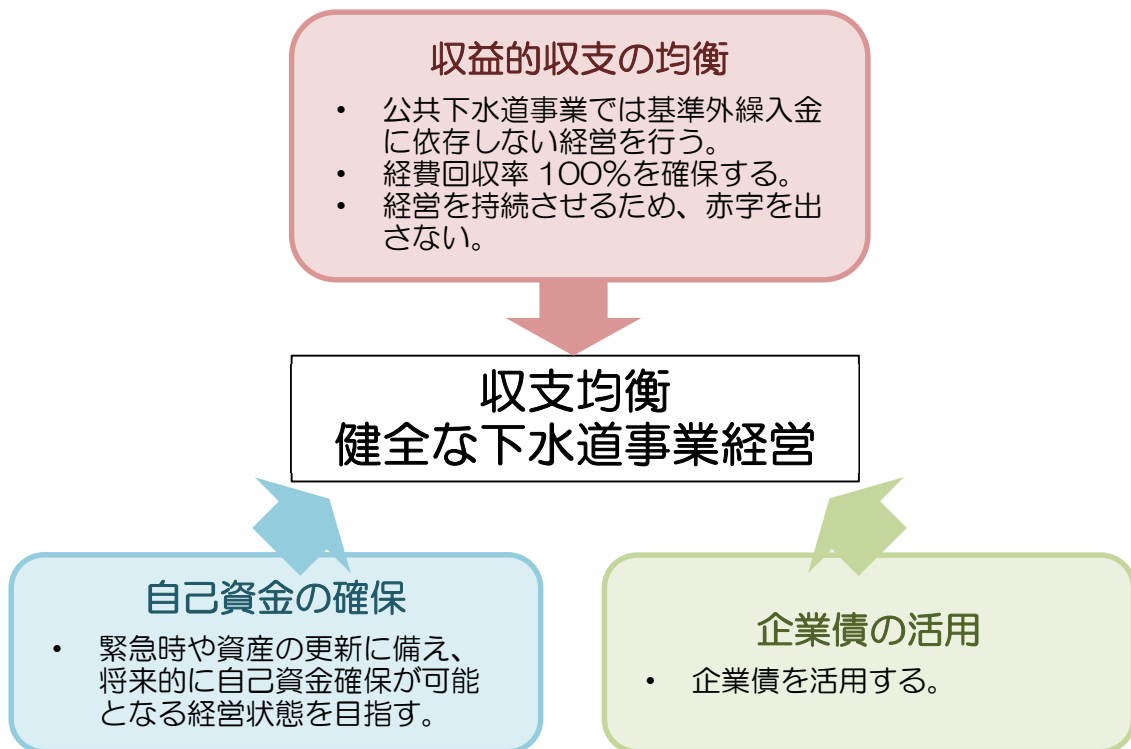 収益的収支の均衡
• 公共下水道事業では基準外繰入金
に依存しない経営を行う。
• 経費回収率 100%を確保する。
• 経営を持続させるため、赤字を出
さない。
収支均衡
健全な下水道事業経営
自己資金の確保
• 緊急時や資産の更新に備え、
将来的に自己資金確保が可能
となる経営状態を目指す。
企業債の活用
• 企業債を活用する。